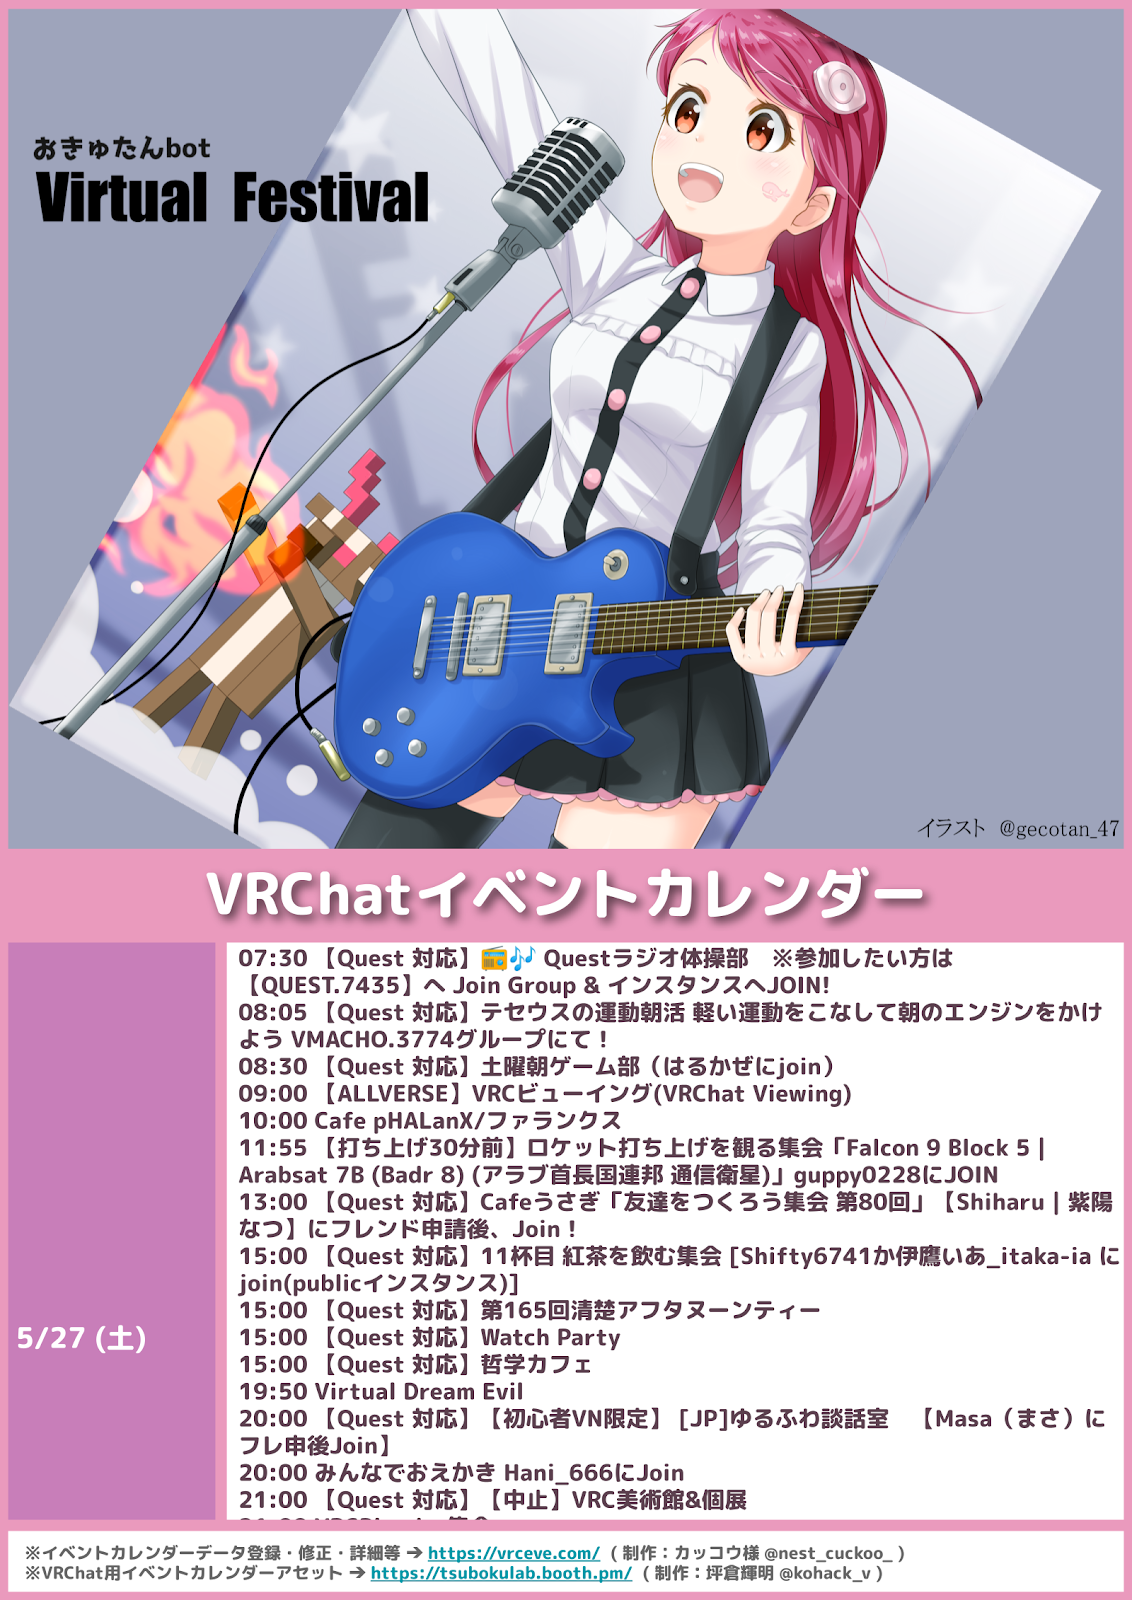 おきゅたんbot
Virtual Festival
イラスト @gecotan_47
VRChatイベントカレンダー
5/27 (土)
07:30 【Quest 対応】📻🎶 Questラジオ体操部　※参加したい方は
【QUEST.7435】へ Join Group & インスタンスへJOIN!
08:05 【Quest 対応】テセウスの運動朝活 軽い運動をこなして朝のエンジンをかけ
よう VMACHO.3774グループにて！
08:30 【Quest 対応】土曜朝ゲーム部（はるかぜにjoin）
09:00 【ALLVERSE】VRCビューイング(VRChat Viewing)
10:00 Cafe pHALanX/ファランクス
11:55 【打ち上げ30分前】ロケット打ち上げを観る集会「Falcon 9 Block 5 |
Arabsat 7B (Badr 8) (アラブ首長国連邦 通信衛星)」guppy0228にJOIN
13:00 【Quest 対応】Cafeうさぎ「友達をつくろう集会 第80回」【Shiharu | 紫陽
なつ】にフレンド申請後、Join！
15:00 【Quest 対応】11杯目 紅茶を飲む集会 [Shifty6741か伊鷹いあ_itaka-ia に
join(publicインスタンス)]
15:00 【Quest 対応】第165回清楚アフタヌーンティー
15:00 【Quest 対応】Watch Party
15:00 【Quest 対応】哲学カフェ
19:50 Virtual Dream Evil
20:00 【Quest 対応】【初心者VN限定】 [JP]ゆるふわ談話室　【Masa（まさ）に
フレ申後Join】
20:00 みんなでおえかき Hani_666にJoin
21:00 【Quest 対応】【中止】VRC美術館&個展
※イベントカレンダーデータ登録・修正・詳細等 ➔ https://vrceve.com/ （制作：カッコウ様 @nest_cuckoo_ ）
※VRChat用イベントカレンダーアセット ➔ https://tsubokulab.booth.pm/ （制作：坪倉輝明 @kohack_v ）